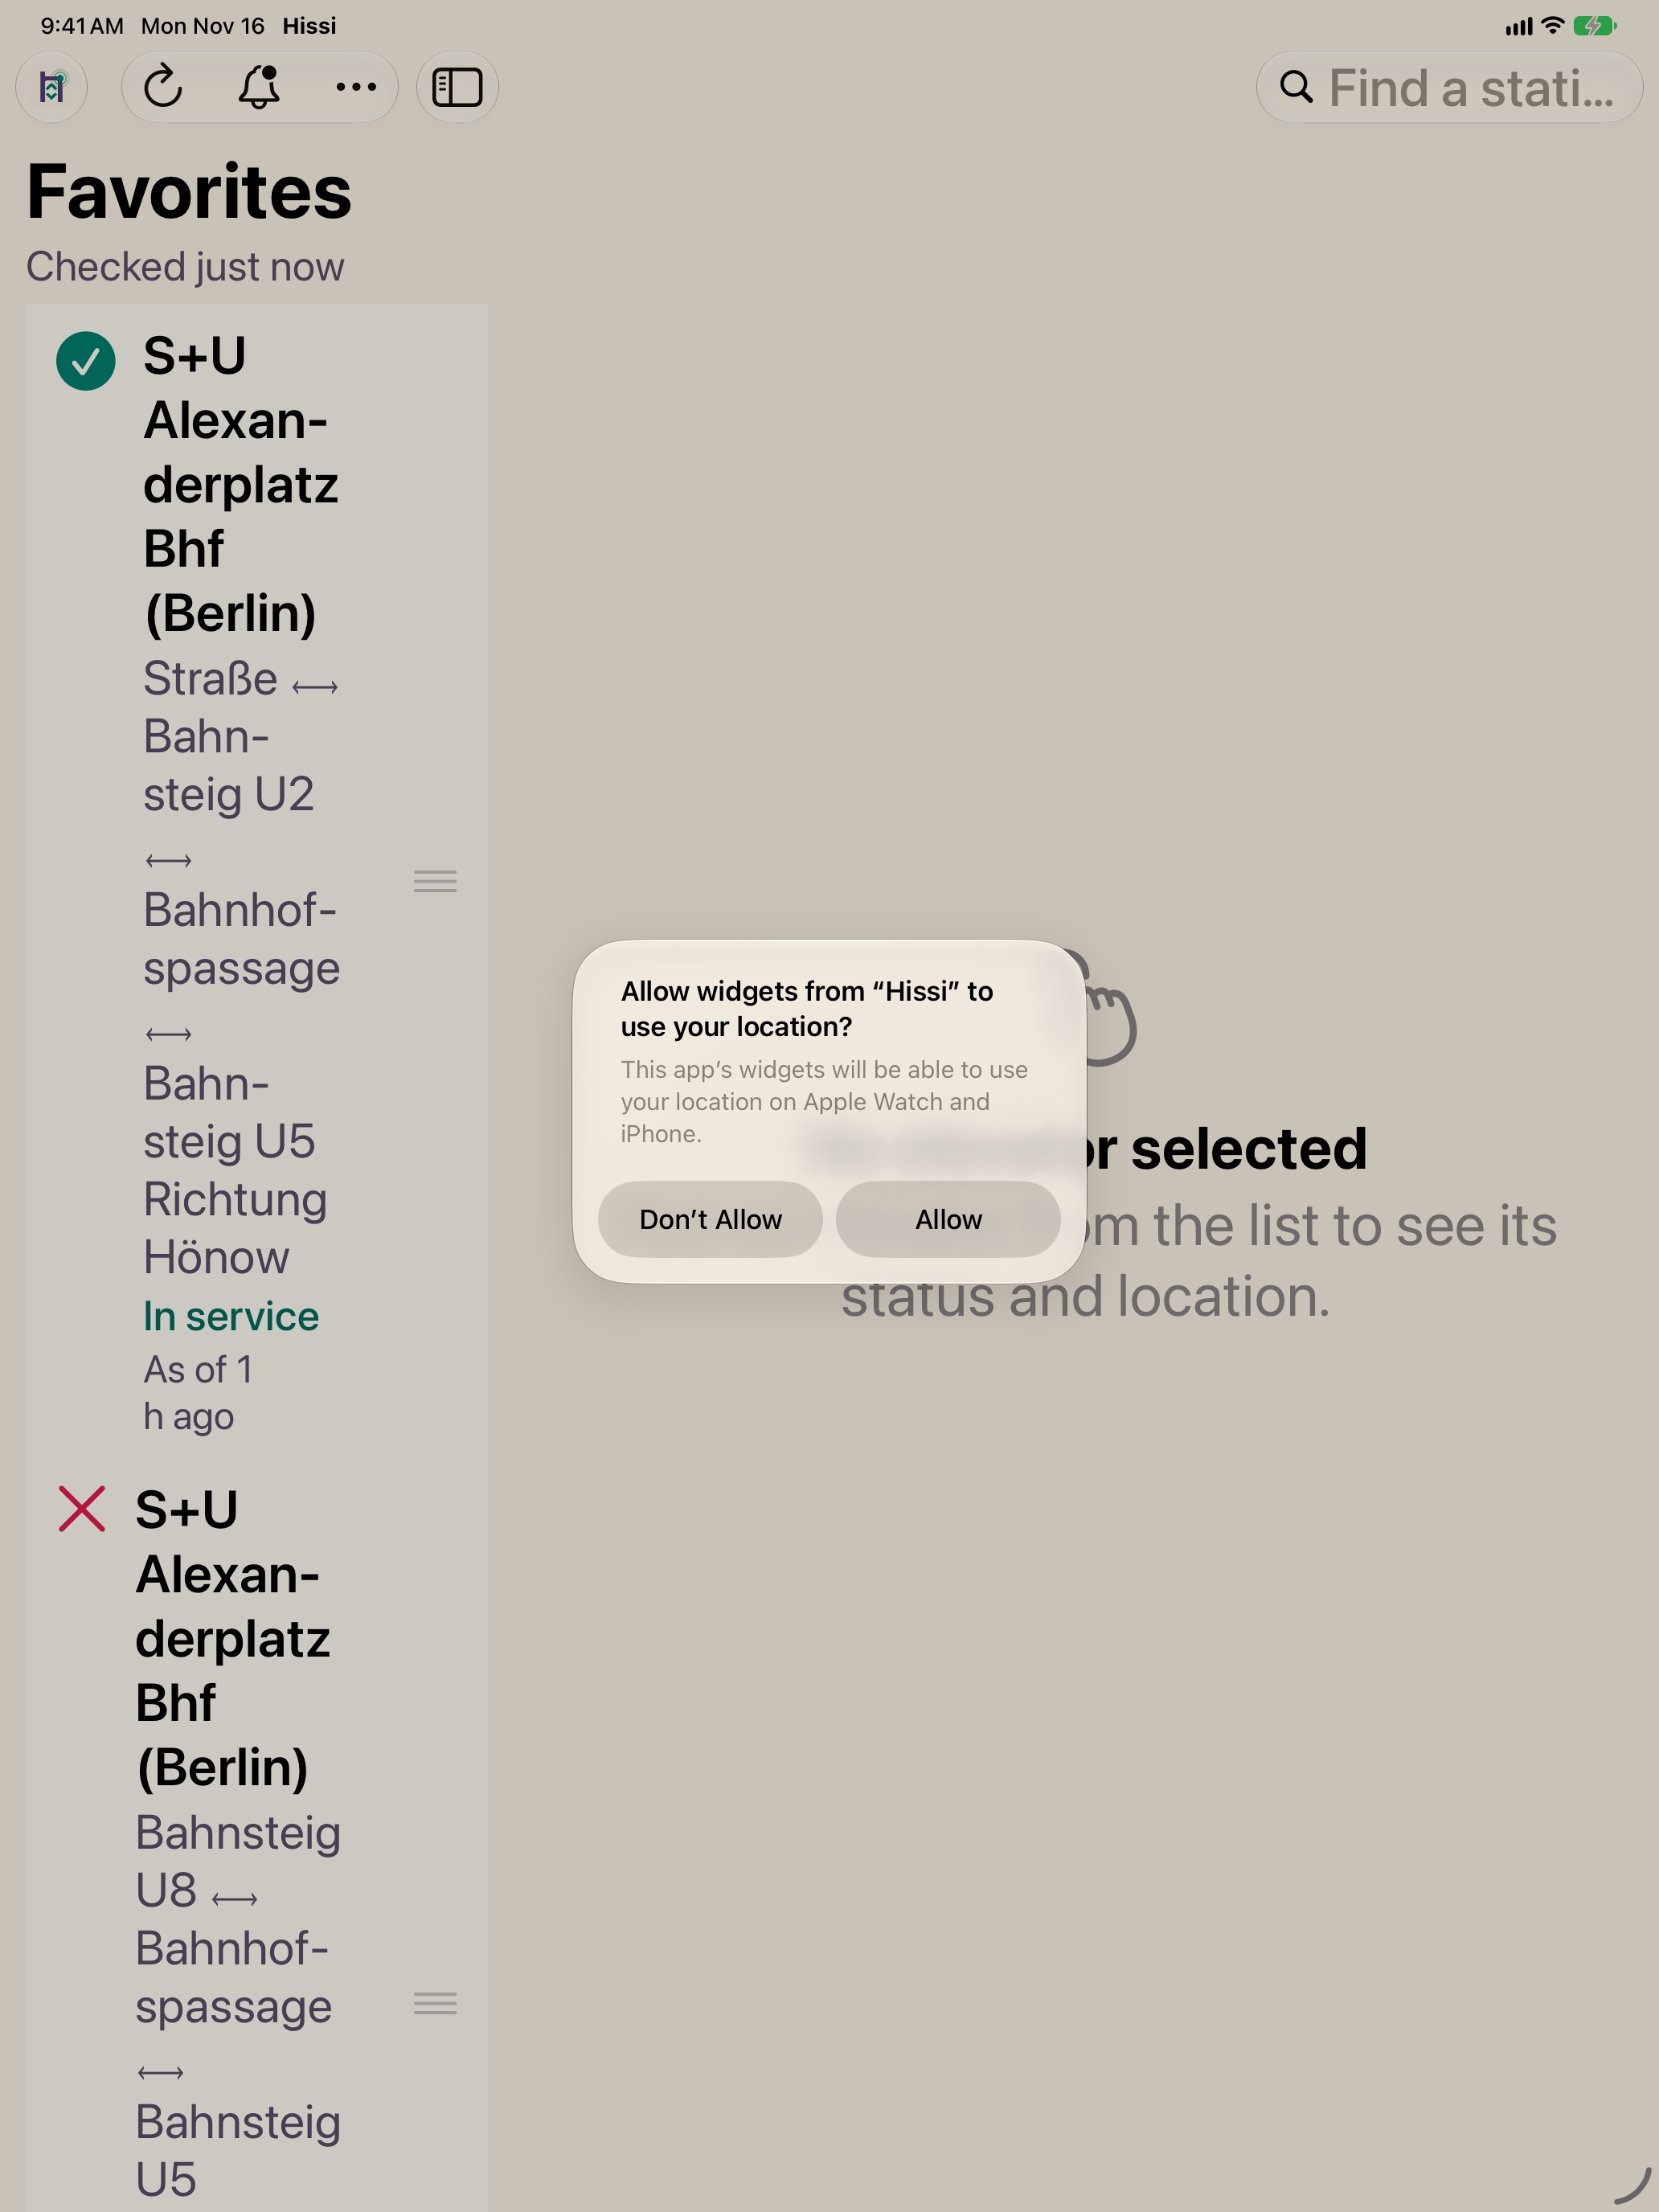 9:41 AM Mon Nov 16 Hissi
Find a stati...
Favorites
Checked just now
S+U
Alexan-
derplatz
Bhf
(Berlin)
Straße ⟷
Bahn-
steig U2
⟷
Bahnhof-
spassage
⟷
Bahn-
steig U5
Richtung
Hönow
In service
As of 1
h ago
S+U
Alexan-
derplatz
Bhf
(Berlin)
Bahnsteig
U8 ⟷
Bahnhof-
spassage
⟷
Bahnsteig
U5
Allow widgets from “Hissi” to
use your location?
This app’s widgets will be able to use
your location on Apple Watch and
iPhone.
Don’t Allow
Allow
selected
the list to see its
status and location.